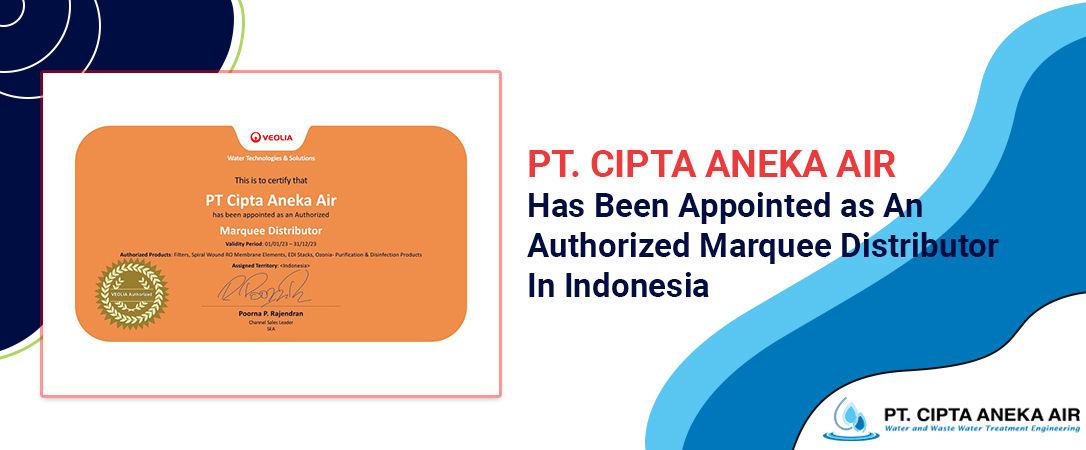 VEOLIA
Water Technologies & Solutions
This is to certify that
PT Cipta Aneka Air
has been appointed as an Authorized
Marquee Distributor
Validity Period: 01/01/23 – 31/12/23
Authorized Products: Filters, Spiral Wound RO Membrane Elements, EDI Stacks, Ozonia- Purification & Disinfection Products
Assigned Territory: <Indonesia>
VEOLIA Authorized
Poorna P. Rajendran
Channel Sales Leader
SEA
PT. CIPTA ANEKA AIR
Has Been Appointed as An
Authorized Marquee Distributor
In Indonesia
PT. CIPTA ANEKA AIR
Water and Waste Water Treatment Engineering